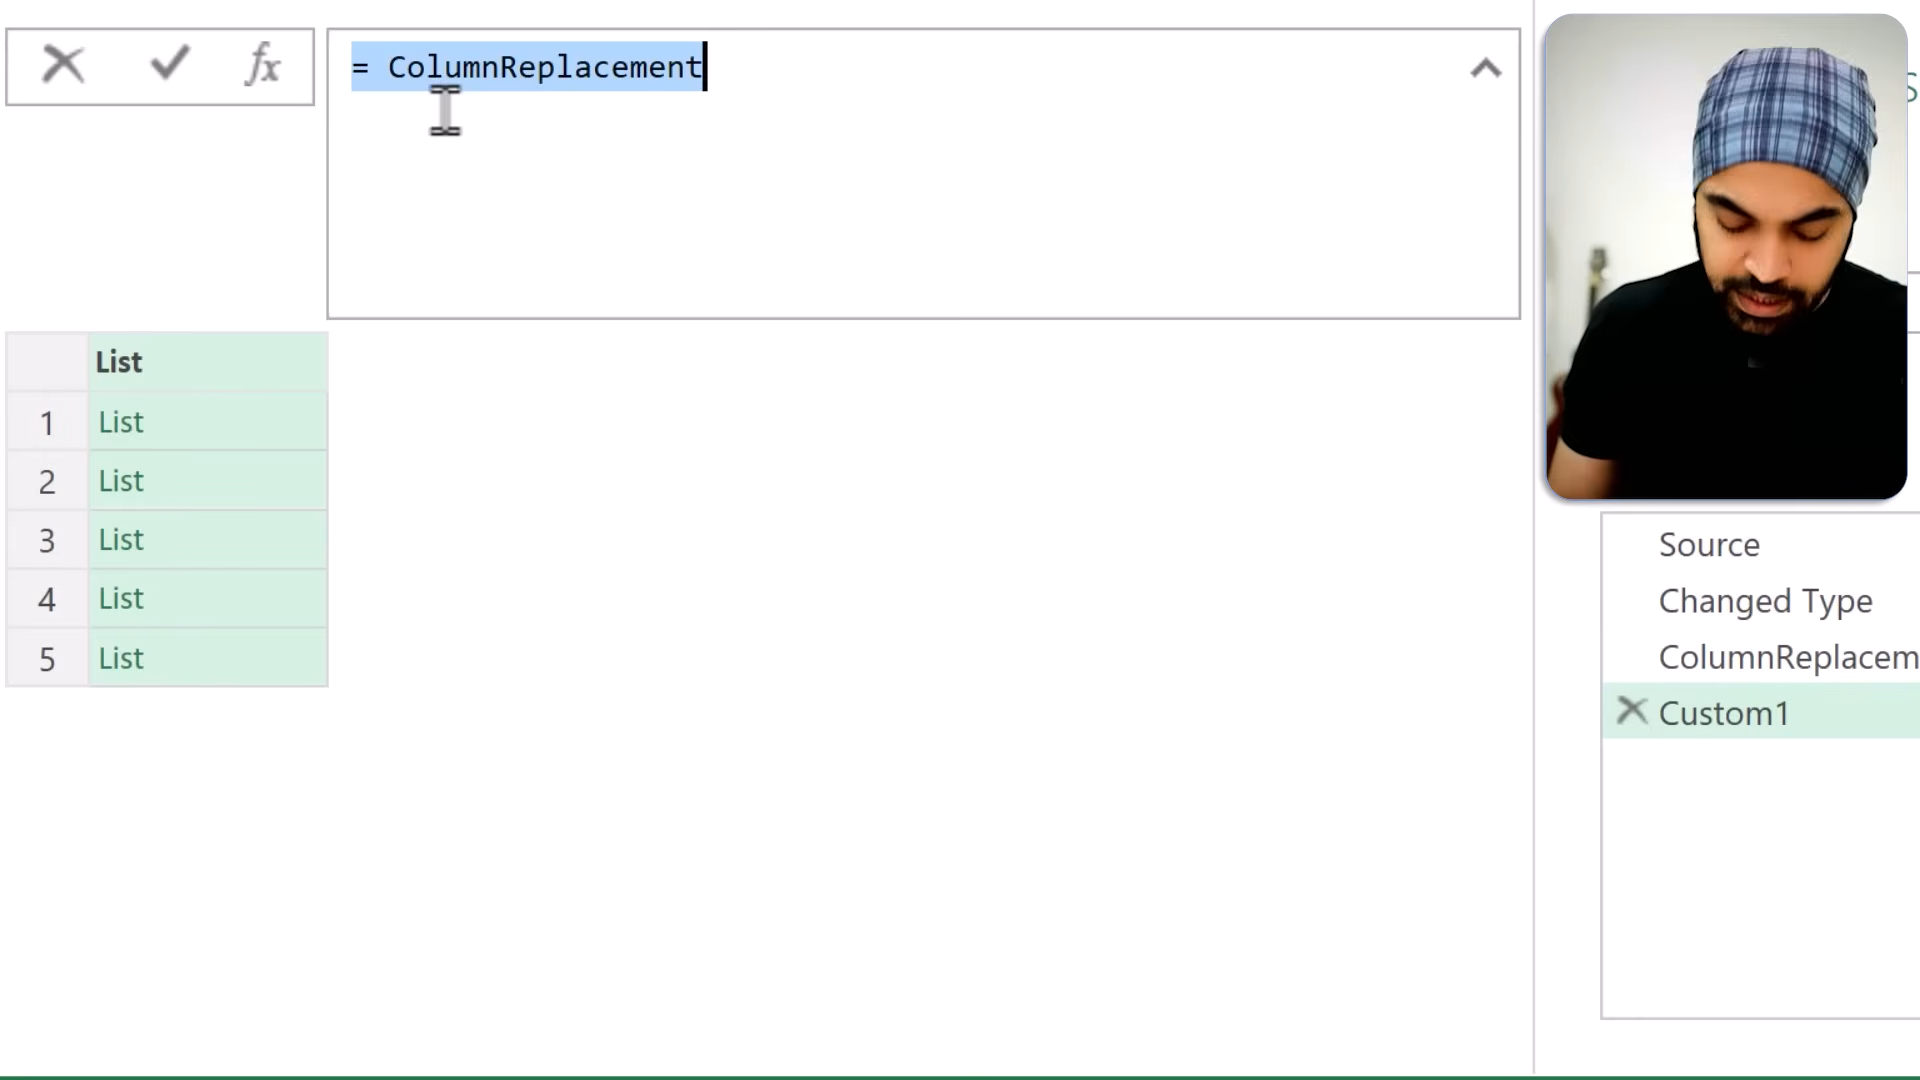 fx
= ColumnReplacement
List
1 List
2 List
3 List
4 List
5 List
Source
Changed Type
ColumnReplacem
Custom1